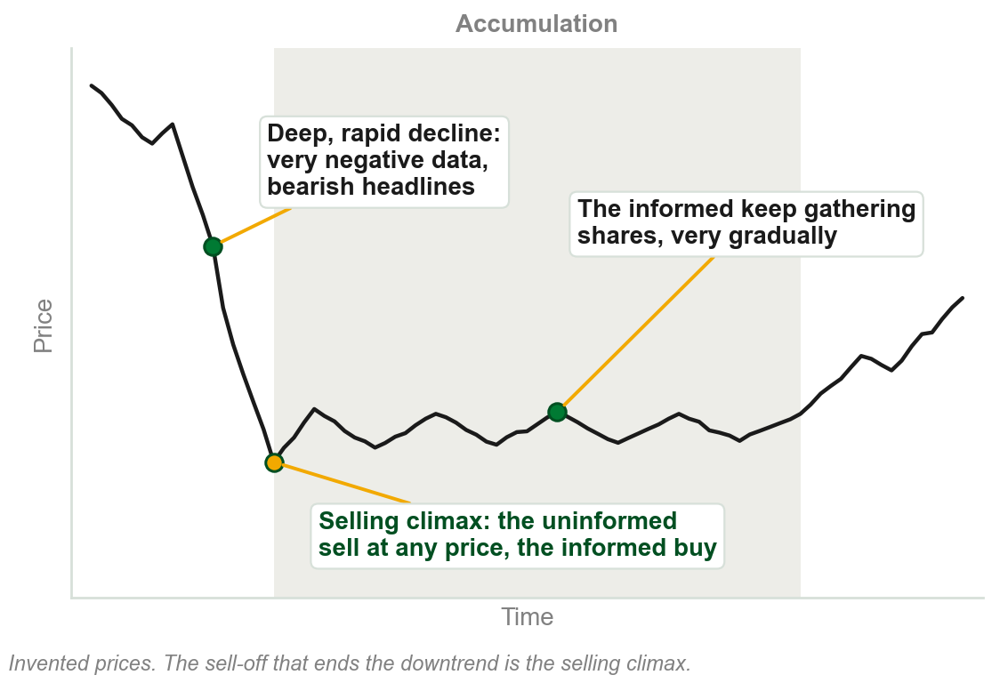 Accumulation
Deep, rapid decline:
very negative data,
bearish headlines
The informed keep gathering
shares, very gradually
Price
Selling climax: the uninformed
sell at any price, the informed buy
Time
Invented prices. The sell-off that ends the downtrend is the selling climax.